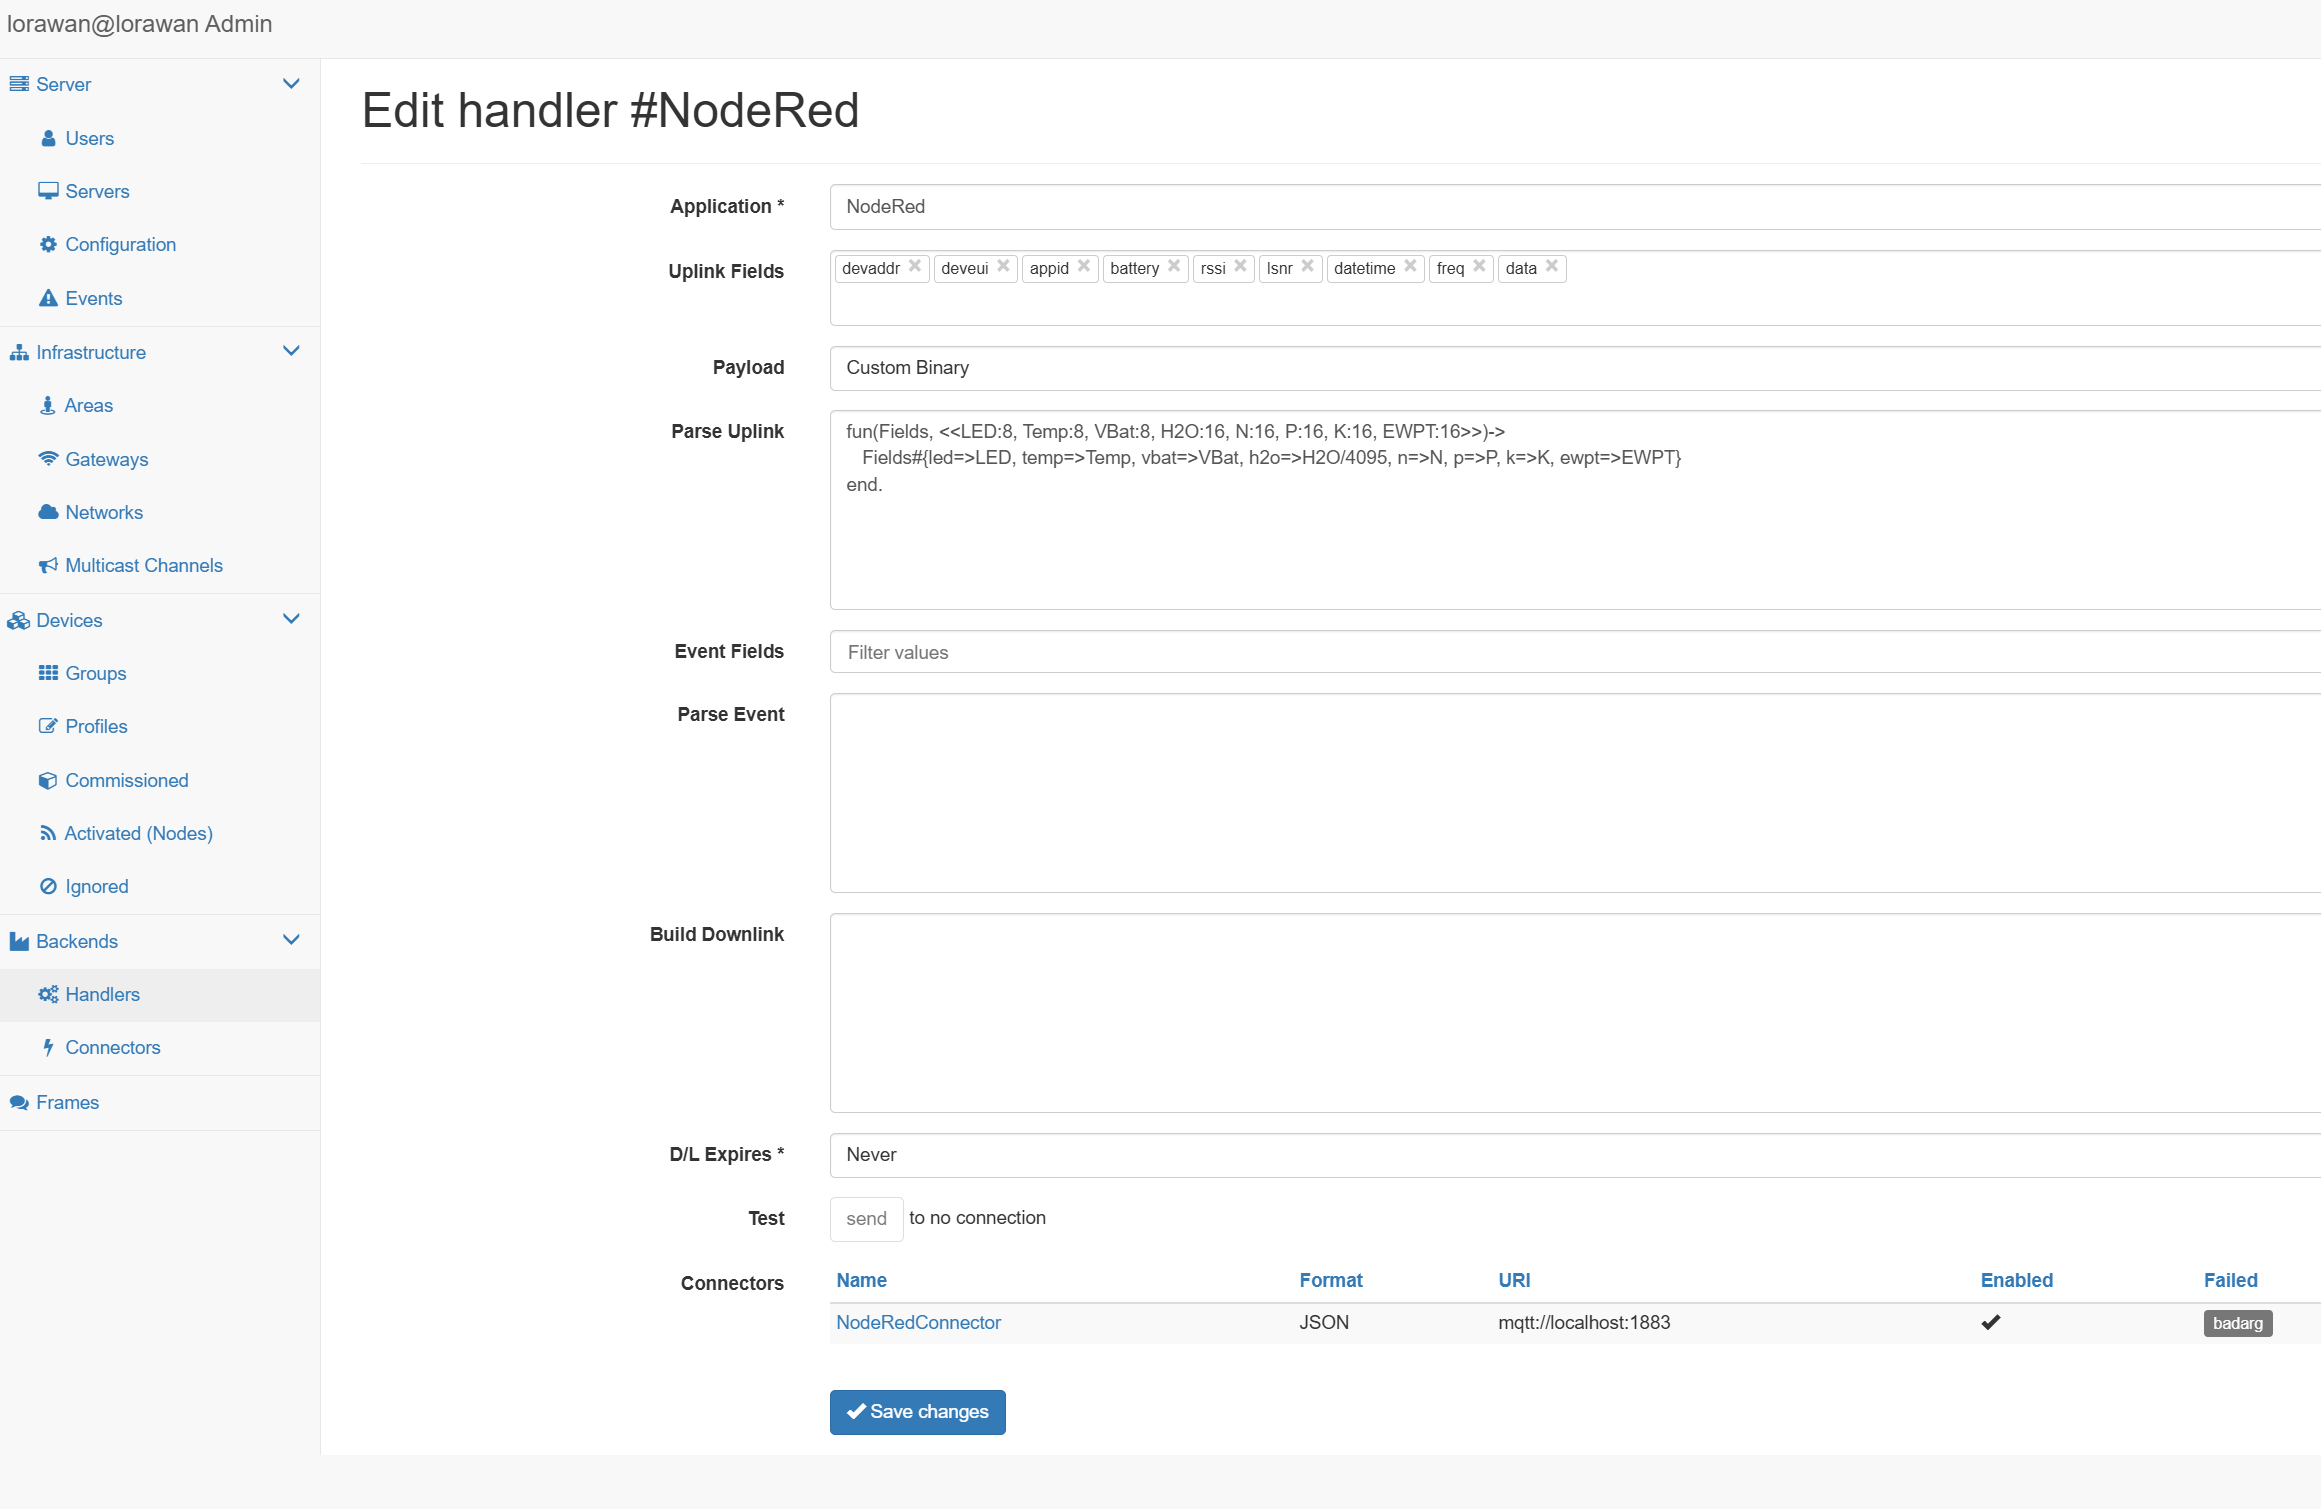 lorawan@lorawan Admin
Server
Users
Servers
Configuration
Events
Infrastructure
Areas
Gateways
Networks
Multicast Channels
Devices
Groups
Profiles
Commissioned
Activated (Nodes)
Ignored
Backends
Handlers
Connectors
Frames
Edit handler #NodeRed
Application * NodeRed
Uplink Fields devaddr deveui appid battery rssi lsnr datetime freq data
Payload Custom Binary
Parse Uplink fun(Fields, <<LED:8, Temp:8, VBat:8, H2O:16, N:16, P:16, K:16, EWPT:16>>)->
Fields#{led=>LED, temp=>Temp, vbat=>VBat, h2o=>H2O/4095, n=>N, p=>P, k=>K, ewpt=>EWPT}
end.
Event Fields Filter values
Parse Event
Build Downlink
D/L Expires * Never
Test send to no connection
Connectors Name Format URI Enabled Failed
NodeRedConnector JSON mqtt://localhost:1883 badarg
Save changes